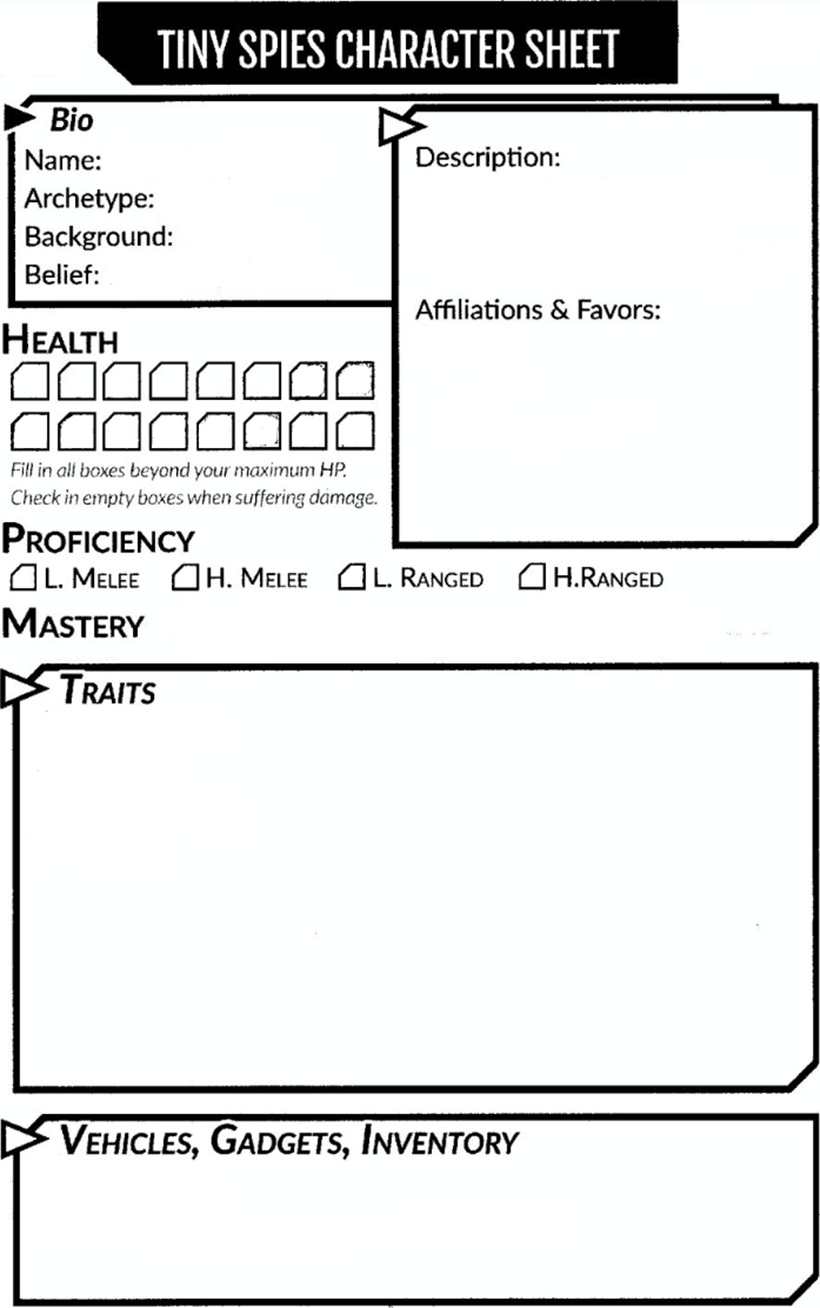 TINY SPIES CHARACTER SHEET
Bio
Name:
Archetype:
Background:
Belief:
Description:
Affiliations & Favors:
HEALTH
Fill in all boxes beyond your maximum HP.
Check in empty boxes when suffering damage.
PROFICIENCY
L. MELEE H. MELEE L. RANGED H.RANGED
MASTERY
TRAITS
VEHICLES, GADGETS, INVENTORY